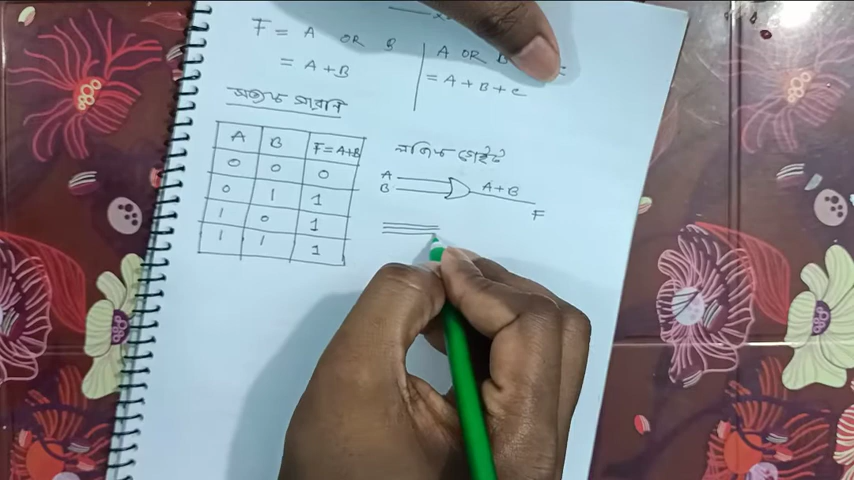 F = A OR B
= A + B
A OR B
= A + B + C
সত্যক সারণি
A B F = A+B
0 0 0
0 1 1
1 0 1
1 1 1
লজিক গেইট
A
B
A+B
F